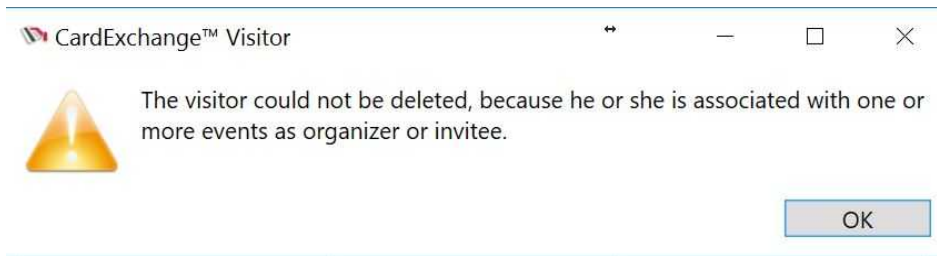 CardExchange™ Visitor
The visitor could not be deleted, because he or she is associated with one or
more events as organizer or invitee.
OK